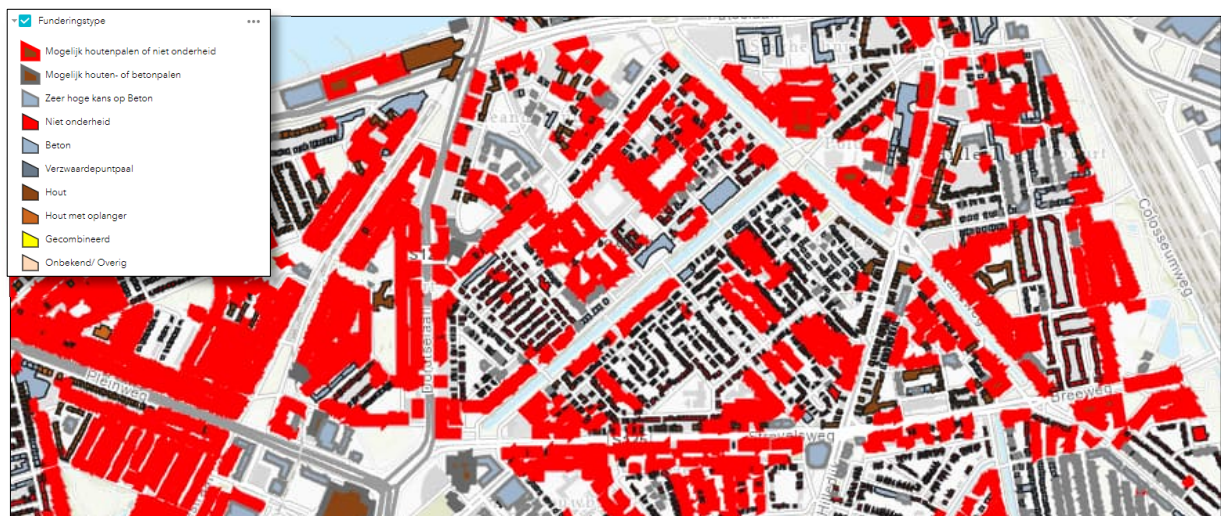 Funderingstype
Mogelijk houtenpalen of niet onderheid
Mogelijk houten- of betonpalen
Zeer hoge kans op Beton
Niet onderheid
Beton
Verzwaardepuntpaal
Hout
Hout met oplanger
Gecombineerd
Onbekend/ Overig
Colosseumweg
Pleinweg
Breeweg
Strevelsweg